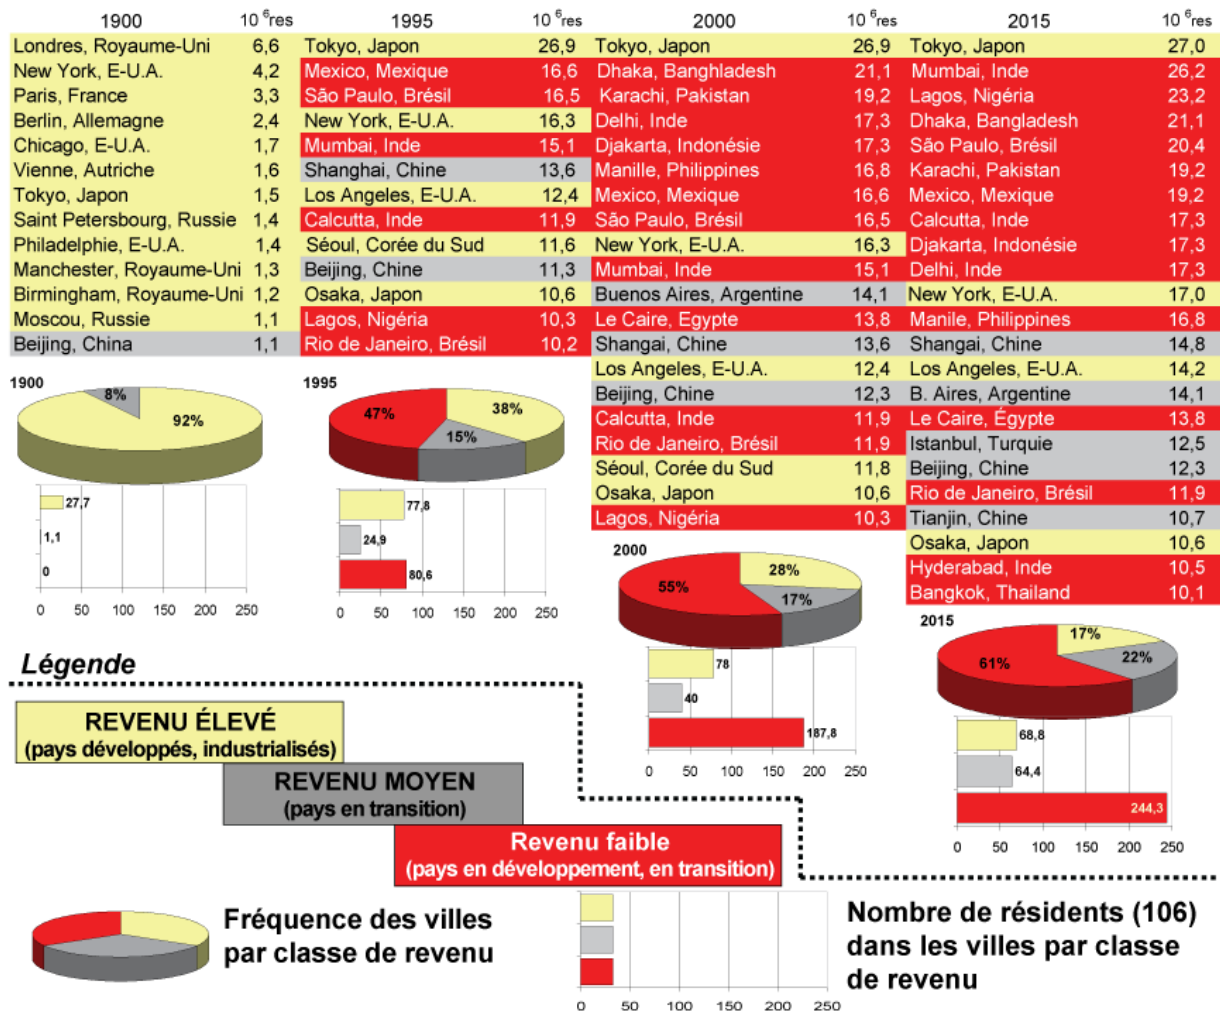 1900 10 6res
Londres, Royaume-Uni 6,6
New York, E-U.A. 4,2
Paris, France 3,3
Berlin, Allemagne 2,4
Chicago, E-U.A. 1,7
Vienne, Autriche 1,6
Tokyo, Japon 1,5
Saint Petersbourg, Russie 1,4
Philadelphie, E-U.A. 1,4
Manchester, Royaume-Uni 1,3
Birmingham, Royaume-Uni 1,2
Moscou, Russie 1,1
Beijing, China 1,1
1900
8%
92%
27,7
1,1
0
0 50 100 150 200 250
1995 10 6res
Tokyo, Japon 26,9
Mexico, Mexique 16,6
São Paulo, Brésil 16,5
New York, E-U.A. 16,3
Mumbai, Inde 15,1
Shanghai, Chine 13,6
Los Angeles, E-U.A. 12,4
Calcutta, Inde 11,9
Séoul, Corée du Sud 11,6
Beijing, Chine 11,3
Osaka, Japon 10,6
Lagos, Nigéria 10,3
Rio de Janeiro, Brésil 10,2
1995
47%
38%
15%
77,8
24,9
80,6
0 50 100 150 200 250
2000 10 6res
Tokyo, Japon 26,9
Dhaka, Banghladesh 21,1
Karachi, Pakistan 19,2
Delhi, Inde 17,3
Djakarta, Indonésie 17,3
Manille, Philippines 16,8
Mexico, Mexique 16,6
São Paulo, Brésil 16,5
New York, E-U.A. 16,3
Mumbai, Inde 15,1
Buenos Aires, Argentine 14,1
Le Caire, Egypte 13,8
Shangai, Chine 13,6
Los Angeles, E-U.A. 12,4
Beijing, Chine 12,3
Calcutta, Inde 11,9
Rio de Janeiro, Brésil 11,9
Séoul, Corée du Sud 11,8
Osaka, Japon 10,6
Lagos, Nigéria 10,3
2000
55%
28%
17%
78
40
187,8
0 50 100 150 200 250
2015 10 6res
Tokyo, Japon 27,0
Mumbai, Inde 26,2
Lagos, Nigéria 23,2
Dhaka, Bangladesh 21,1
São Paulo, Brésil 20,4
Karachi, Pakistan 19,2
Mexico, Mexique 19,2
Calcutta, Inde 17,3
Djakarta, Indonésie 17,3
Delhi, Inde 17,3
New York, E-U.A. 17,0
Manile, Philippines 16,8
Shangai, Chine 14,8
Los Angeles, E-U.A. 14,2
B. Aires, Argentine 14,1
Le Caire, Égypte 13,8
Istanbul, Turquie 12,5
Beijing, Chine 12,3
Rio de Janeiro, Brésil 11,9
Tianjin, Chine 10,7
Osaka, Japon 10,6
Hyderabad, Inde 10,5
Bangkok, Thailand 10,1
2015
17%
61%
22%
68,8
64,4
244,3
0 50 100 150 200 250
Légende
REVENU ÉLEVÉ
(pays développés, industrialisés)
REVENU MOYEN
(pays en transition)
Revenu faible
(pays en développement, en transition)
Fréquence des villes
par classe de revenu
0 50 100 150 200 250
Nombre de résidents (106)
dans les villes par classe
de revenu